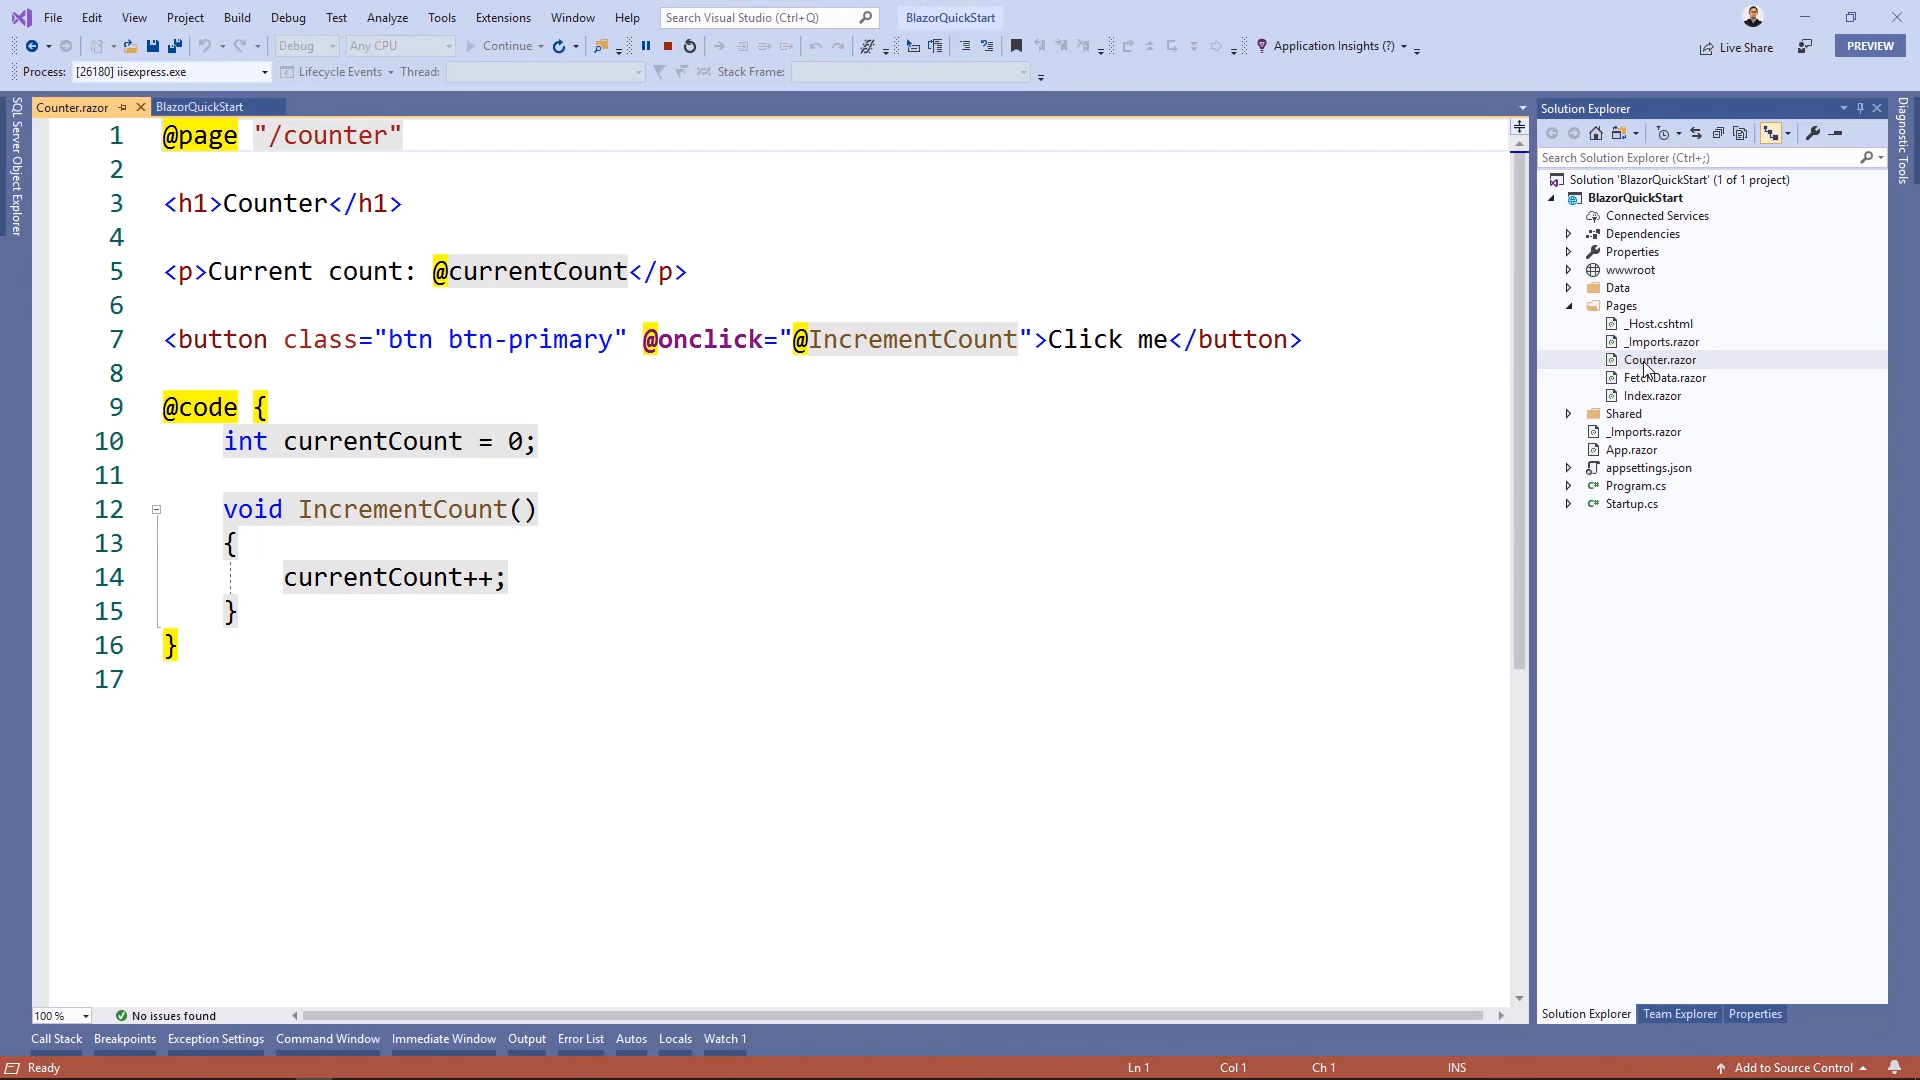 File Edit View Project Build Debug Test Analyze Tools Extensions Window Help Search Visual Studio (Ctrl+Q) BlazorQuickStart
Debug Any CPU Continue Application Insights (?) Live Share PREVIEW
Process: [26180] iisexpress.exe Lifecycle Events Thread: Stack Frame:
SQL Server Object Explorer
Counter.razor BlazorQuickStart
1 @page "/counter"
2
3 <h1>Counter</h1>
4
5 <p>Current count: @currentCount</p>
6
7 <button class="btn btn-primary" @onclick="@IncrementCount">Click me</button>
8
9 @code {
10 int currentCount = 0;
11
12 void IncrementCount()
13 {
14 currentCount++;
15 }
16 }
17
100 % No issues found
Solution Explorer
Search Solution Explorer (Ctrl+;)
Solution 'BlazorQuickStart' (1 of 1 project)
BlazorQuickStart
Connected Services
Dependencies
Properties
wwwroot
Data
Pages
_Host.cshtml
_Imports.razor
Counter.razor
FetchData.razor
Index.razor
Shared
_Imports.razor
App.razor
appsettings.json
C# Program.cs
C# Startup.cs
Solution Explorer Team Explorer Properties
Diagnostic Tools
Call Stack Breakpoints Exception Settings Command Window Immediate Window Output Error List Autos Locals Watch 1
Ready Ln 1 Col 1 Ch 1 INS Add to Source Control